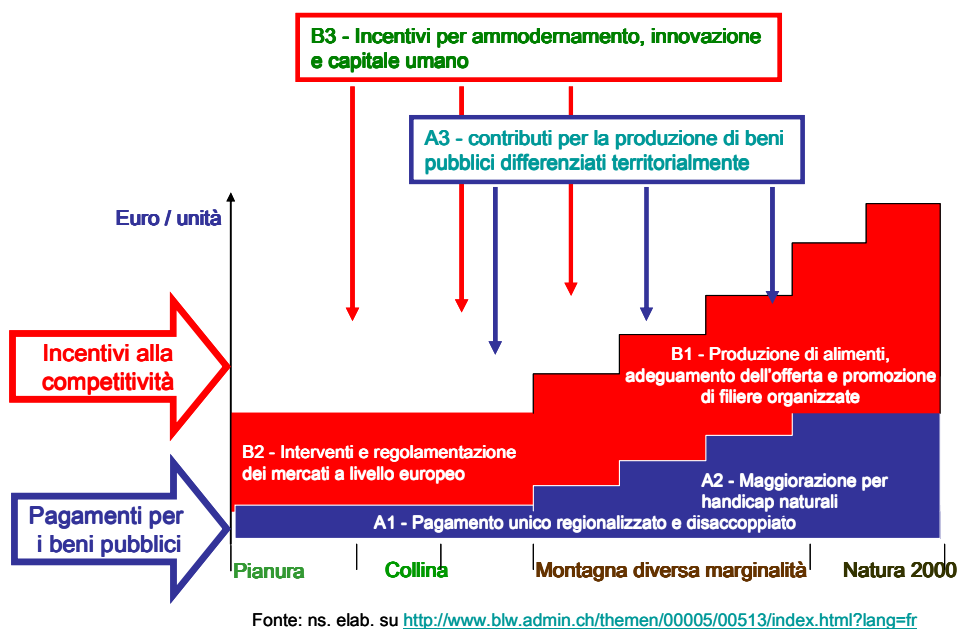 B3 - Incentivi per ammodernamento, innovazione
e capitale umano
A3 - contributi per la produzione di beni
pubblici differenziati territorialmente
Euro / unità
Incentivi alla
competitività
B1 - Produzione di alimenti,
adeguamento dell'offerta e promozione
di filiere organizzate
B2 - Interventi e regolamentazione
dei mercati a livello europeo
A2 - Maggiorazione per
handicap naturali
Pagamenti per
i beni pubblici
A1 - Pagamento unico regionalizzato e disaccoppiato
Pianura
Collina
Montagna diversa marginalità
Natura 2000
Fonte: ns. elab. su http://www.blw.admin.ch/themen/00005/00513/index.html?lang=fr